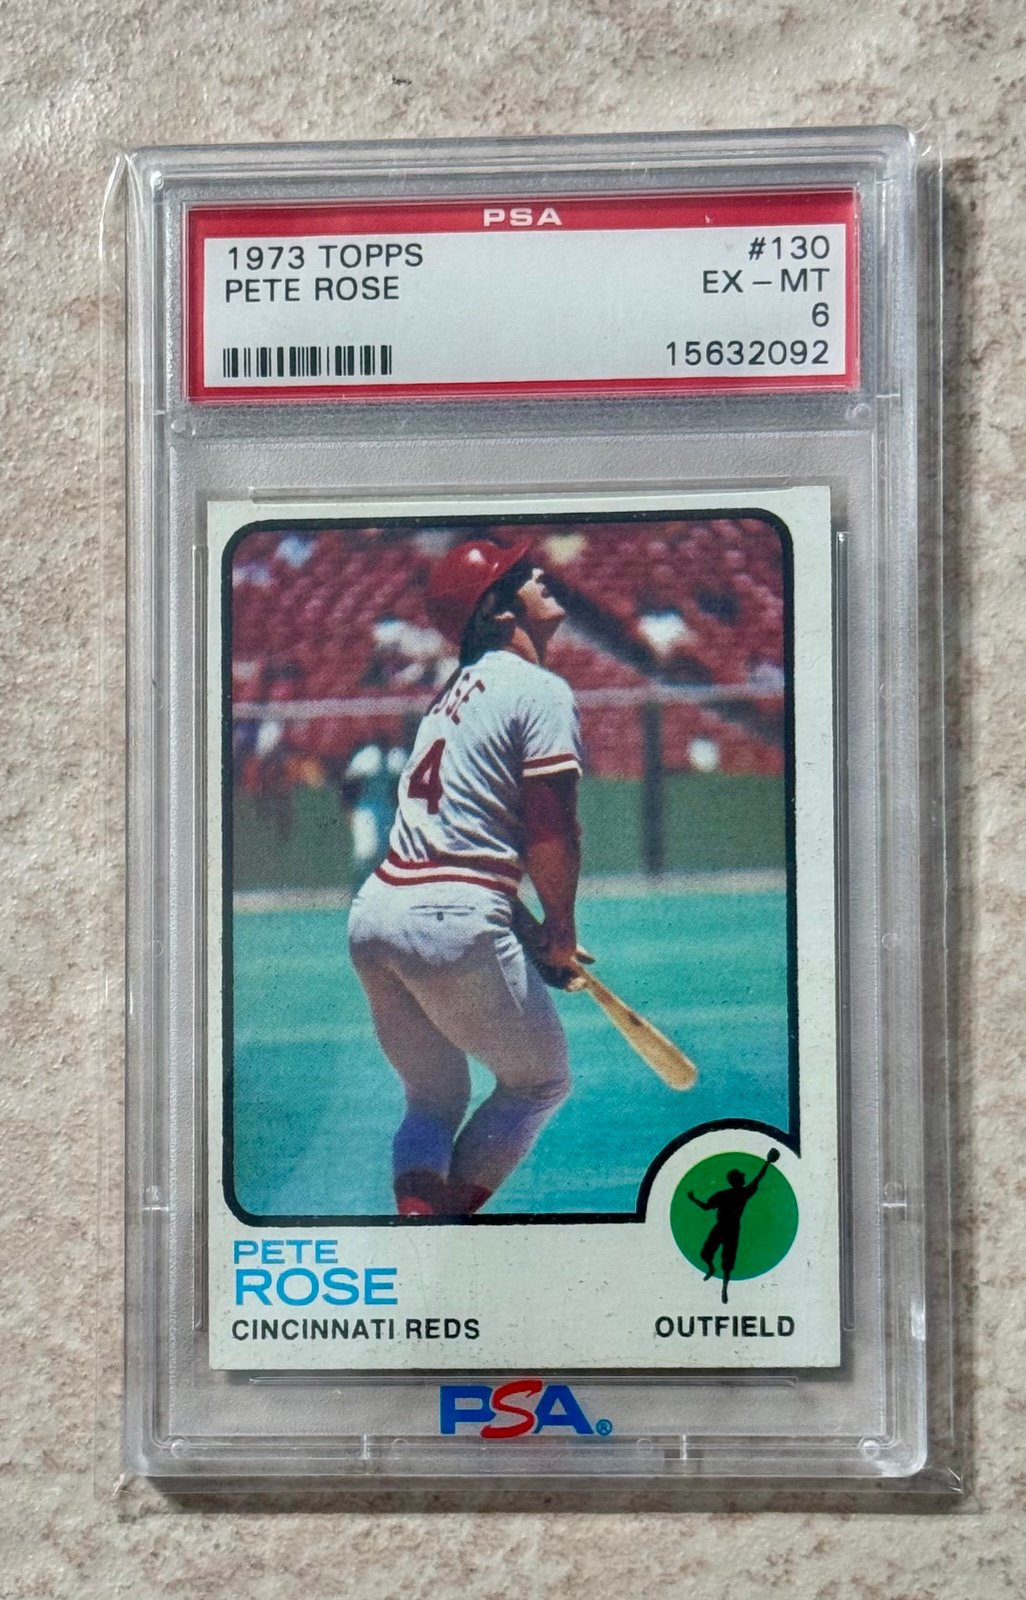 PSA
1973 TOPPS #130
PETE ROSE EX - MT
6
15632092
4
PETE
ROSE
CINCINNATI REDS
OUTFIELD
PSA®